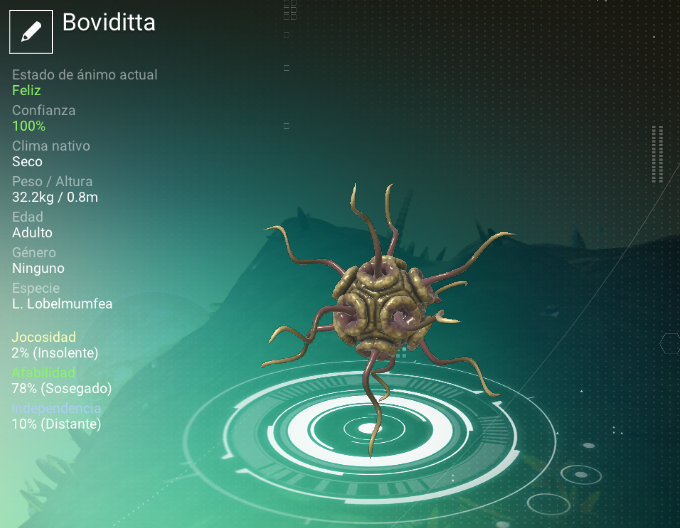 Boviditta
Estado de ánimo actual
Feliz
Confianza
100%
Clima nativo
Seco
Peso / Altura
32.2kg / 0.8m
Edad
Adulto
Género
Ninguno
Especie
L. Lobelmumfea
Jocosidad
2% (Insolente)
Afabilidad
78% (Sosegado)
Independencia
10% (Distante)